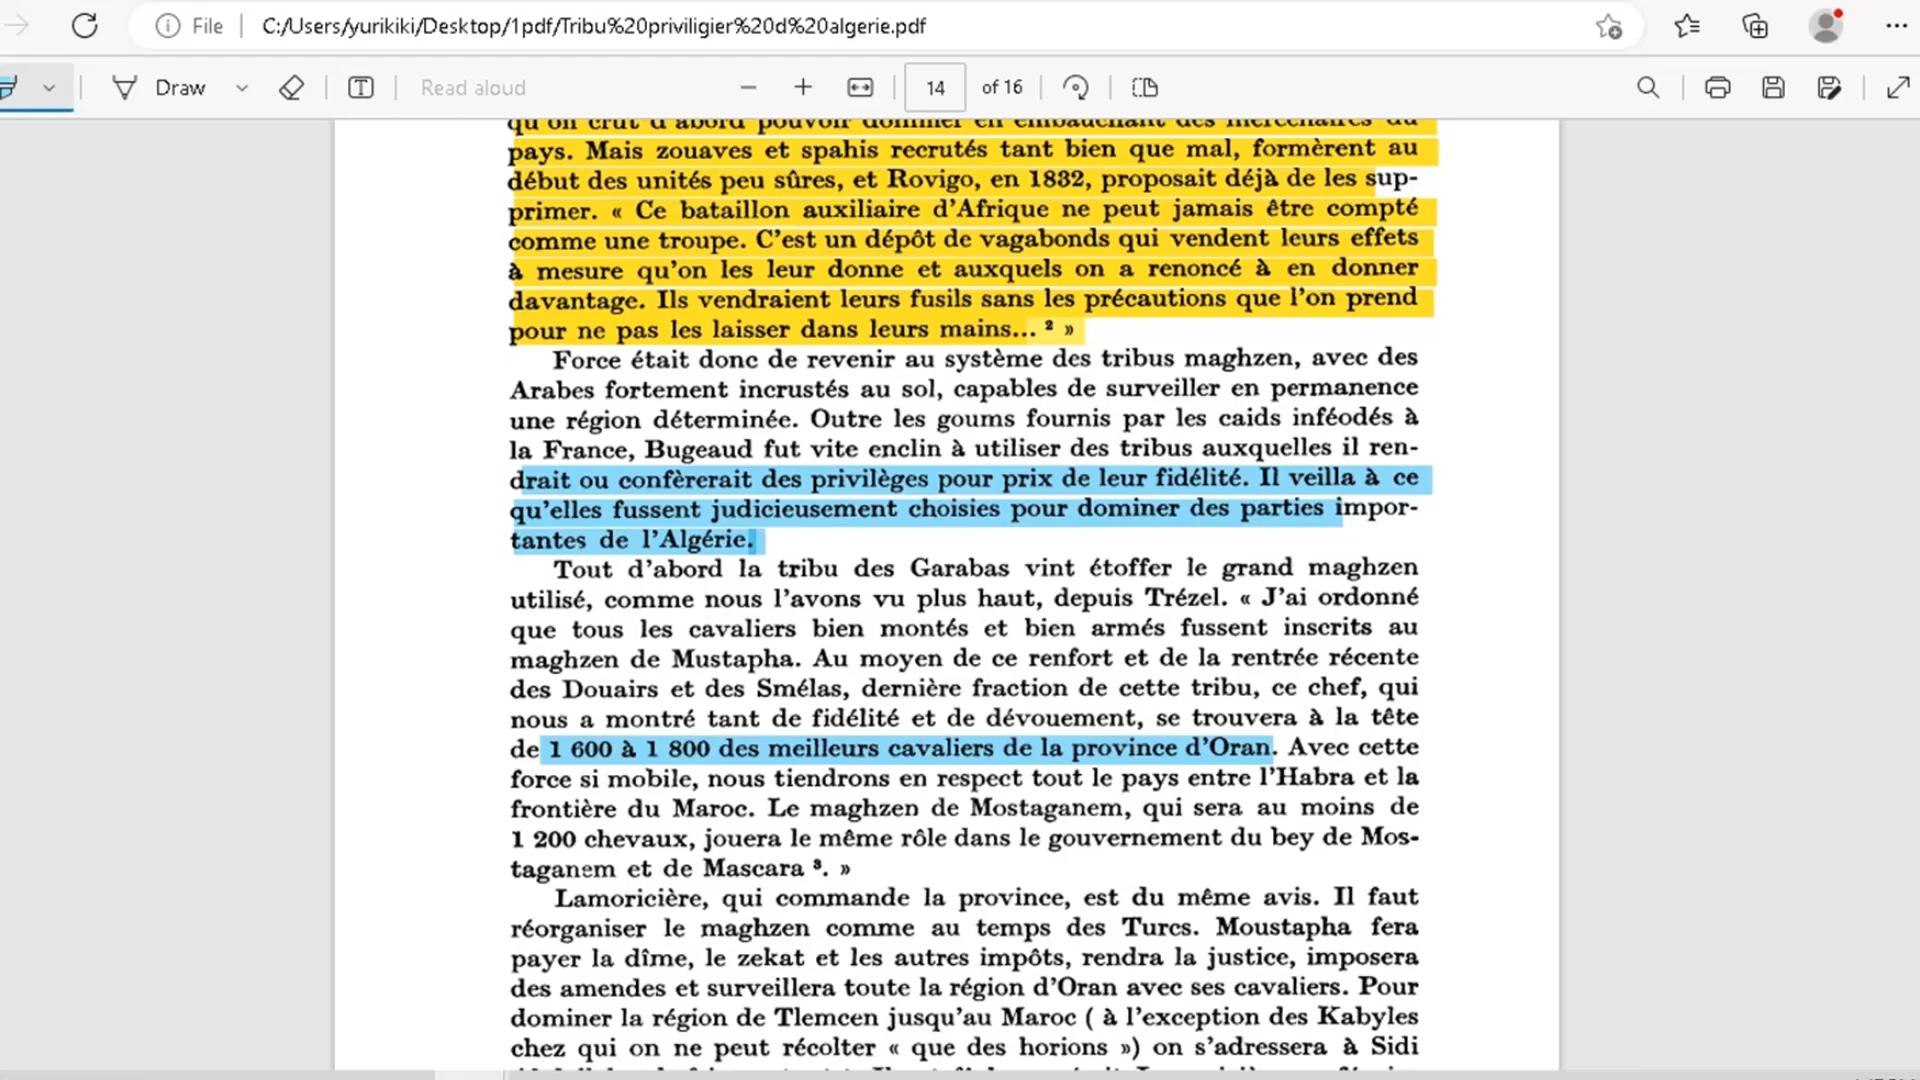 File
C:/Users/yurikiki/Desktop/1pdf/Tribu%20priviligier%20d%20algerie.pdf
Draw
Read aloud
14 of 16
qu'on crut d'abord pouvoir dominer en embauchant des mercenaires du
pays. Mais zouaves et spahis recrutés tant bien que mal, formèrent au
début des unités peu sûres, et Rovigo, en 1832, proposait déjà de les sup-
primer. « Ce bataillon auxiliaire d'Afrique ne peut jamais être compté
comme une troupe. C'est un dépôt de vagabonds qui vendent leurs effets
à mesure qu'on les leur donne et auxquels on a renoncé à en donner
davantage. Ils vendraient leurs fusils sans les précautions que l'on prend
pour ne pas les laisser dans leurs mains... ² »
Force était donc de revenir au système des tribus maghzen, avec des
Arabes fortement incrustés au sol, capables de surveiller en permanence
une région déterminée. Outre les goums fournis par les caids inféodés à
la France, Bugeaud fut vite enclin à utiliser des tribus auxquelles il ren-
drait ou confèrerait des privilèges pour prix de leur fidélité. Il veilla à ce
qu'elles fussent judicieusement choisies pour dominer des parties impor-
tantes de l'Algérie.
Tout d'abord la tribu des Garabas vint étoffer le grand maghzen
utilisé, comme nous l'avons vu plus haut, depuis Trézel. « J'ai ordonné
que tous les cavaliers bien montés et bien armés fussent inscrits au
maghzen de Mustapha. Au moyen de ce renfort et de la rentrée récente
des Douairs et des Smélas, dernière fraction de cette tribu, ce chef, qui
nous a montré tant de fidélité et de dévouement, se trouvera à la tête
de 1 600 à 1 800 des meilleurs cavaliers de la province d'Oran. Avec cette
force si mobile, nous tiendrons en respect tout le pays entre l'Habra et la
frontière du Maroc. Le maghzen de Mostaganem, qui sera au moins de
1 200 chevaux, jouera le même rôle dans le gouvernement du bey de Mos-
taganem et de Mascara ³. »
Lamoricière, qui commande la province, est du même avis. Il faut
réorganiser le maghzen comme au temps des Turcs. Moustapha fera
payer la dîme, le zekat et les autres impôts, rendra la justice, imposera
des amendes et surveillera toute la région d'Oran avec ses cavaliers. Pour
dominer la région de Tlemcen jusqu'au Maroc ( à l'exception des Kabyles
chez qui on ne peut récolter « que des horions ») on s'adressera à Sidi